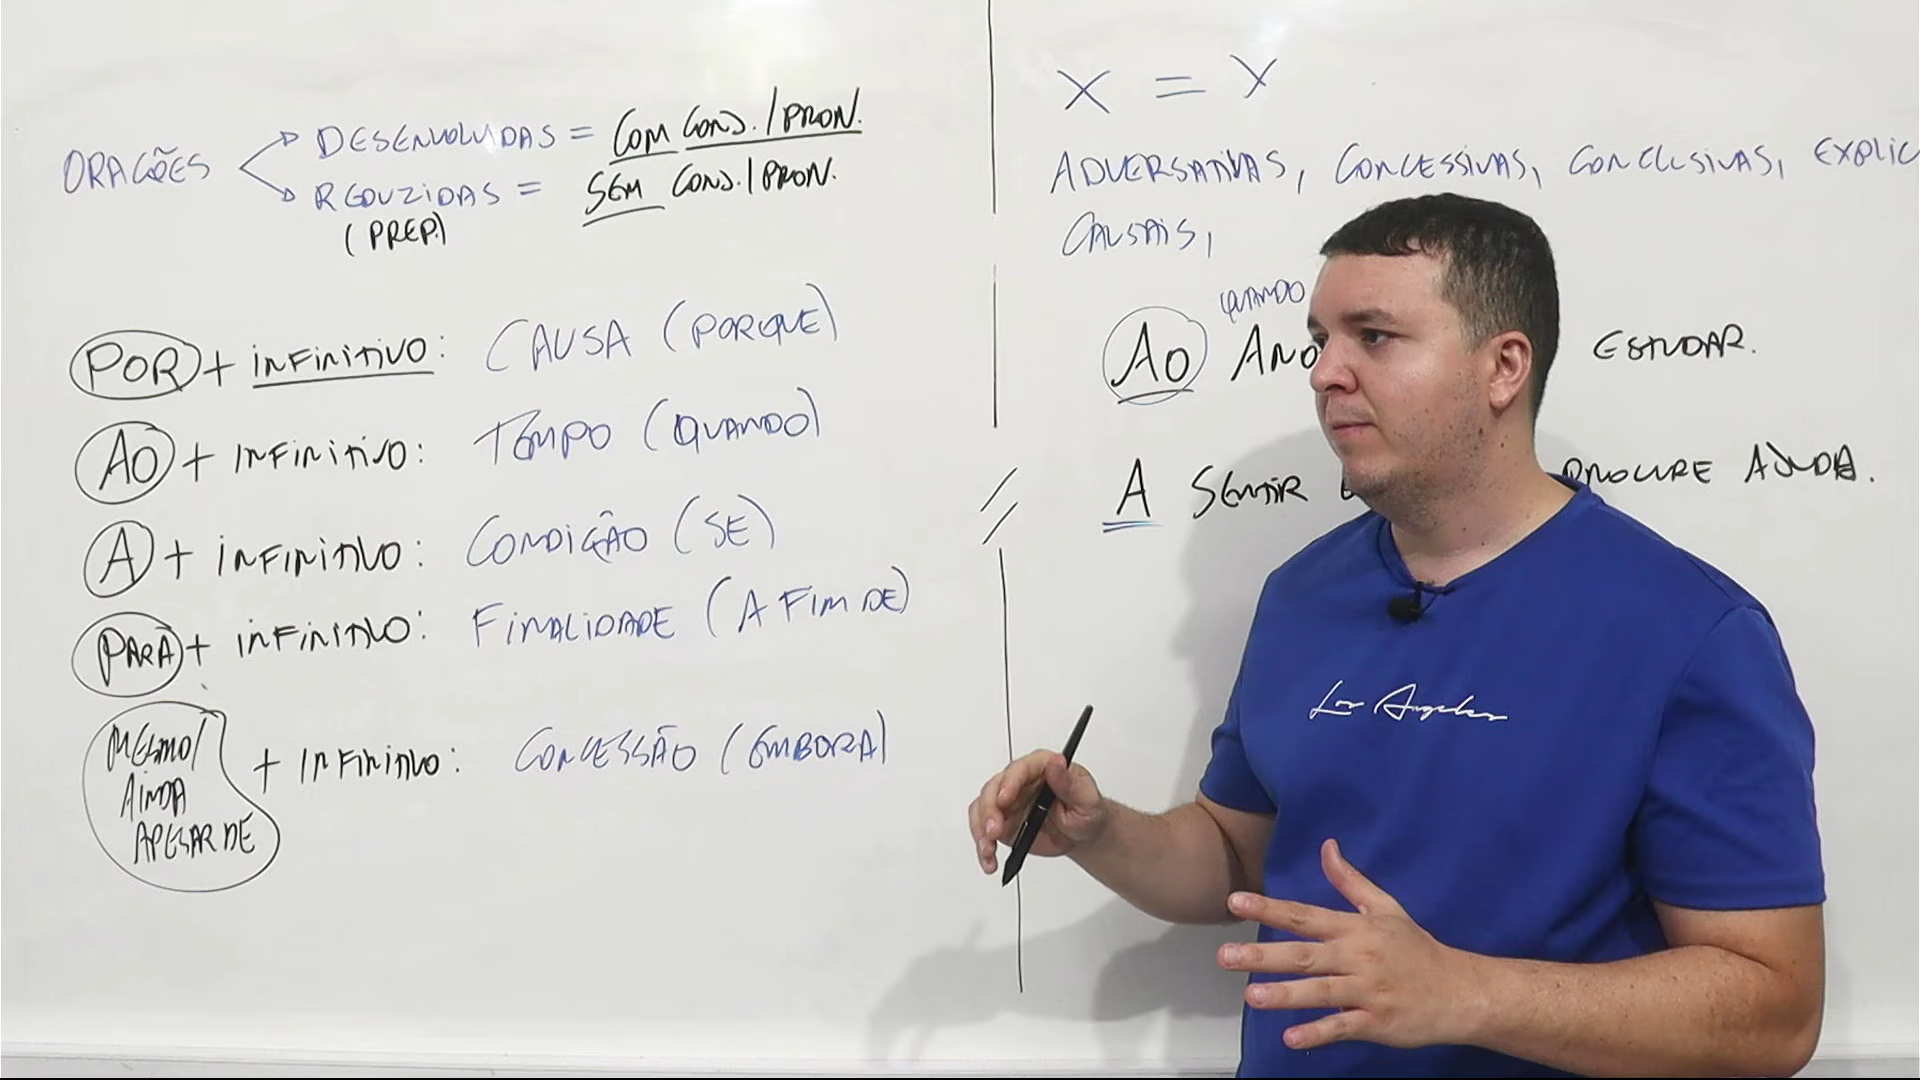 ORAÇÕES
DESENVOLVIDAS = COM CONJ. / PRON.
REDUZIDAS = SEM CONJ. / PRON.
(PREP.)
POR + INFINITIVO: CAUSA (PORQUE)
AO + INFINITIVO: TEMPO (QUANDO)
A + INFINITIVO: CONDIÇÃO (SE)
PARA + INFINITIVO: FINALIDADE (A FIM DE)
MESMO/
AINDA
APESAR DE
+ INFINITIVO: CONCESSÃO (EMBORA)
X = X
ADVERSATIVAS, CONCESSIVAS, CONCLUSIVAS, EXPLIC
CAUSAIS,
QUANDO
AO ANO ESTUDAR.
A SENTIR PROCURE AJUDA.
Los Angeles